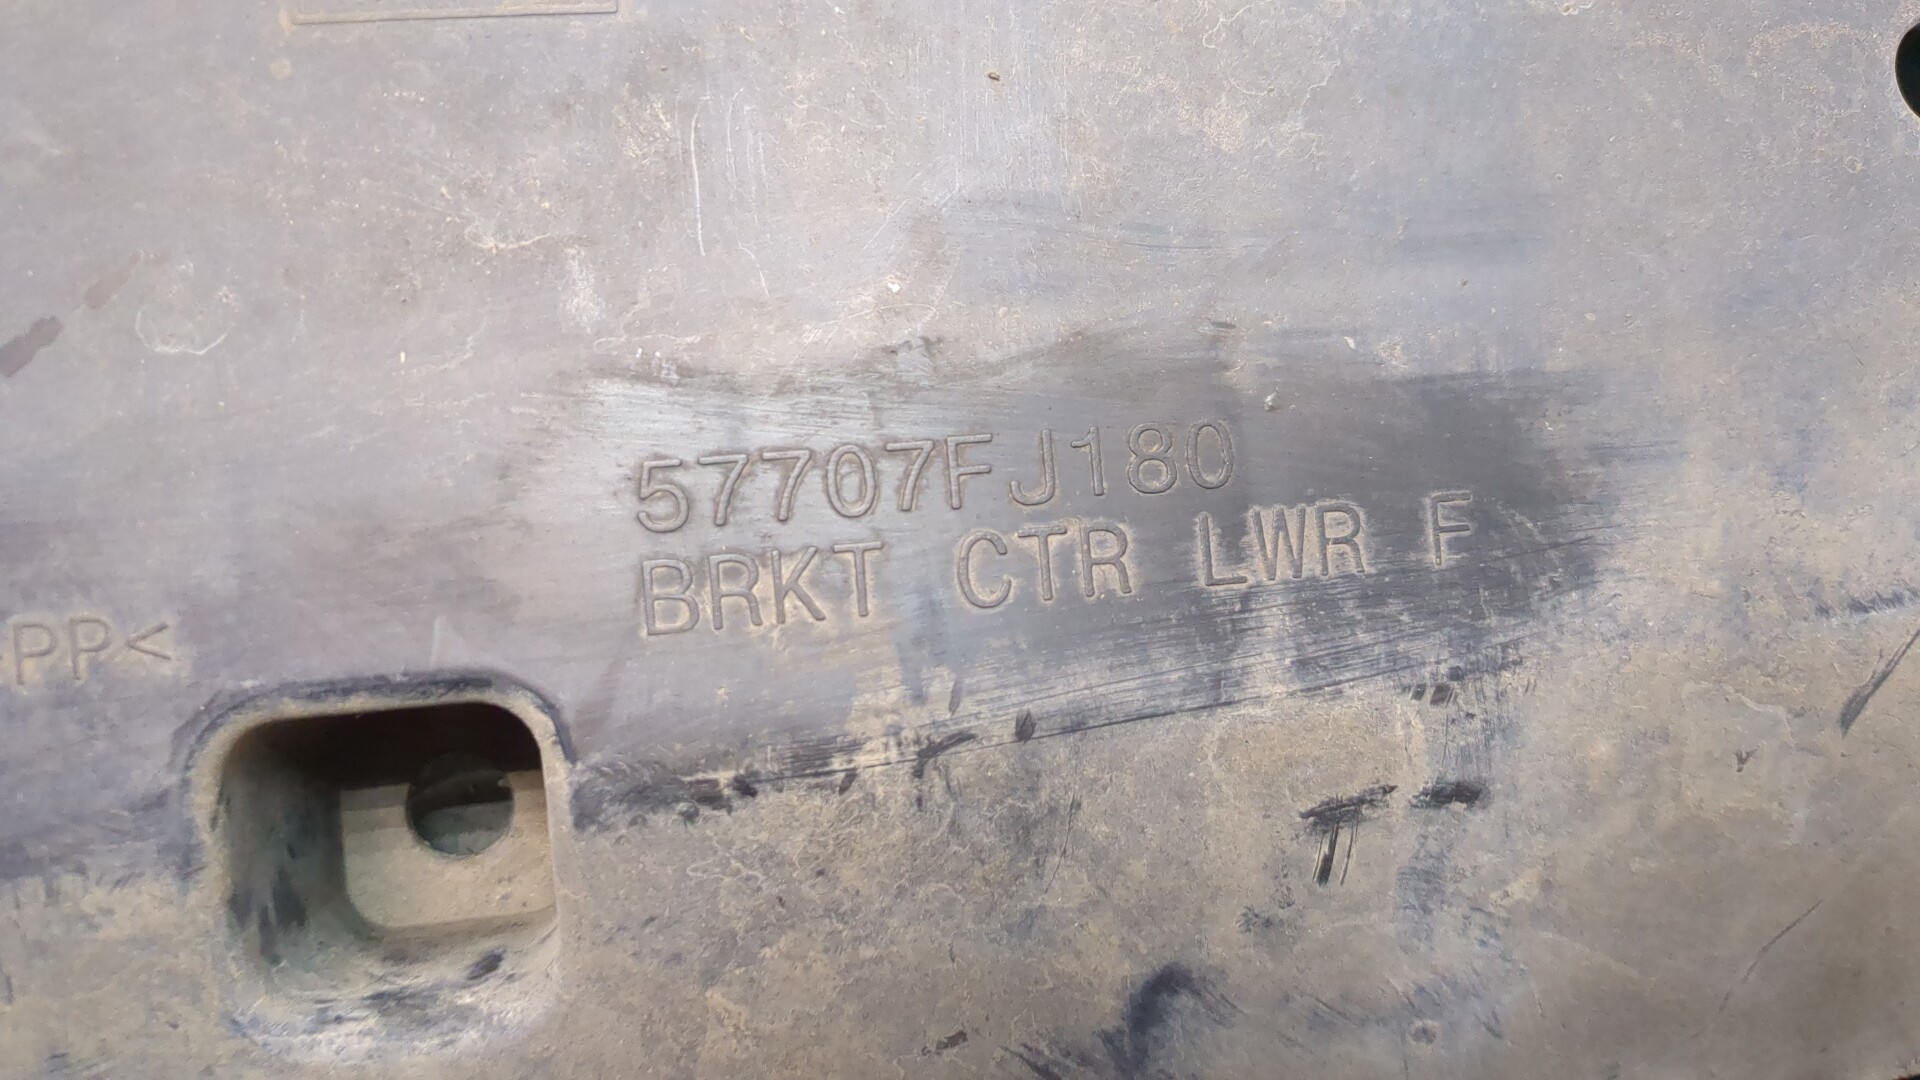 57707FJ180
BRKT CTR LWR F
>PP<